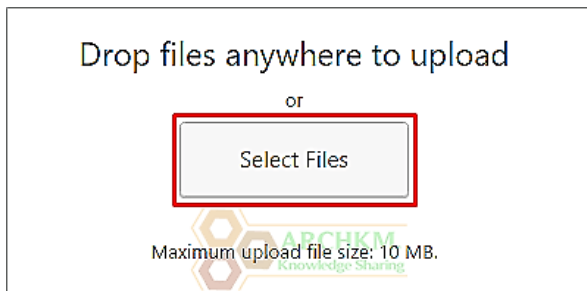 Drop files anywhere to upload
or
Select Files
ARCHKM
Maximum upload file size: 10 MB.
Knowledge Sharing